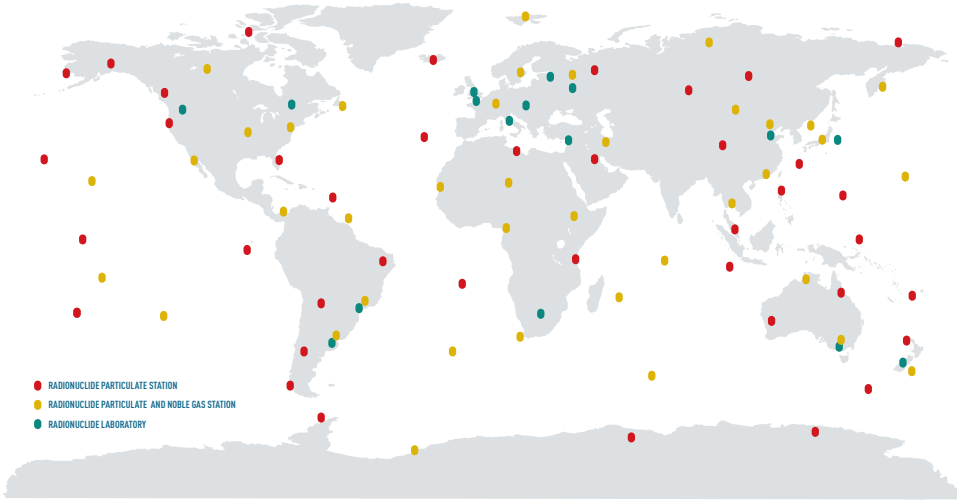 RADIONUCLIDE PARTICULATE STATION
RADIONUCLIDE PARTICULATE AND NOBLE GAS STATION
RADIONUCLIDE LABORATORY